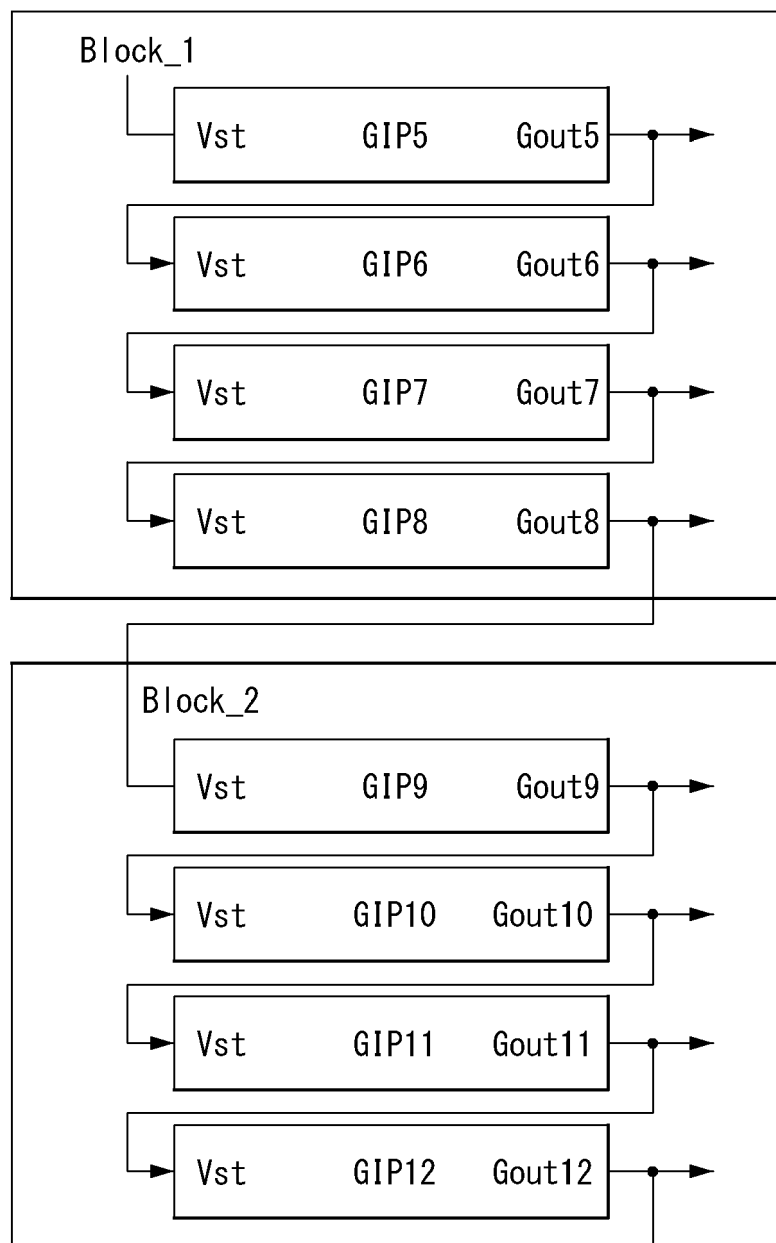 Block_1
Vst GIP5 Gout5
Vst GIP6 Gout6
Vst GIP7 Gout7
Vst GIP8 Gout8
Block_2
Vst GIP9 Gout9
Vst GIP10 Gout10
Vst GIP11 Gout11
Vst GIP12 Gout12